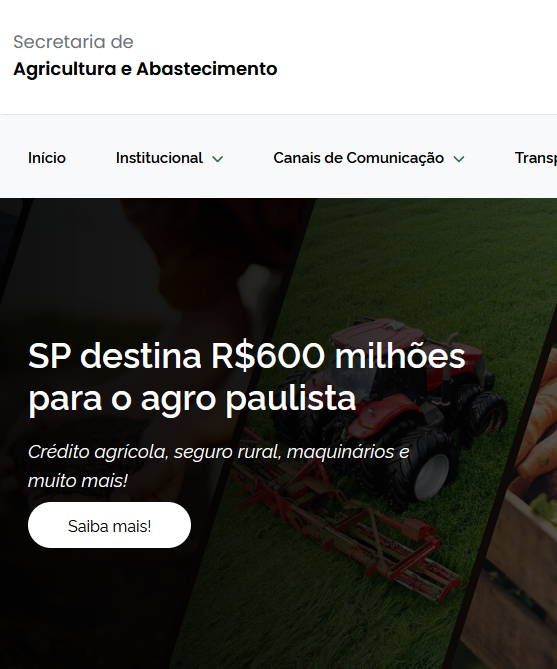 Secretaria de
Agricultura e Abastecimento
Início Institucional Canais de Comunicação Transp
SP destina R$600 milhões
para o agro paulista
Crédito agrícola, seguro rural, maquinários e
muito mais!
Saiba mais!